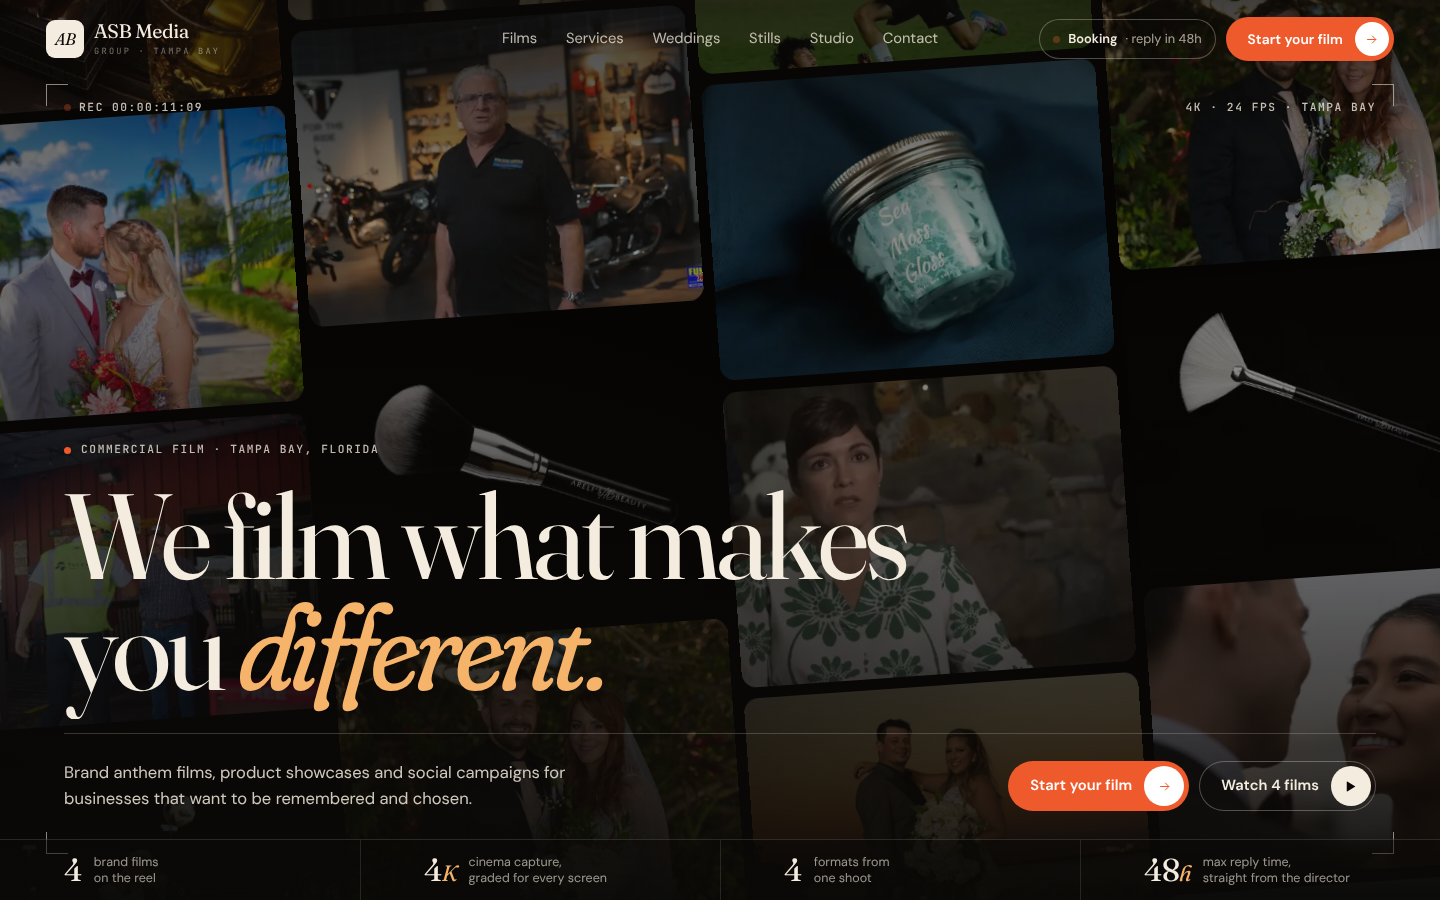 AB
ASB Media
GROUP · TAMPA BAY
Films
Services
Weddings
Stills
Studio
Contact
Booking · reply in 48h
Start your film
REC 00:00:11:09
4K · 24 FPS · TAMPA BAY
FOR THE
RIDE
Sea
Moss
Gloss
COMMERCIAL FILM · TAMPA BAY, FLORIDA
We film what makes
you different.
Brand anthem films, product showcases and social campaigns for
businesses that want to be remembered and chosen.
Start your film
Watch 4 films
4
brand films
on the reel
4K
cinema capture,
graded for every screen
4
formats from
one shoot
48h
max reply time,
straight from the director